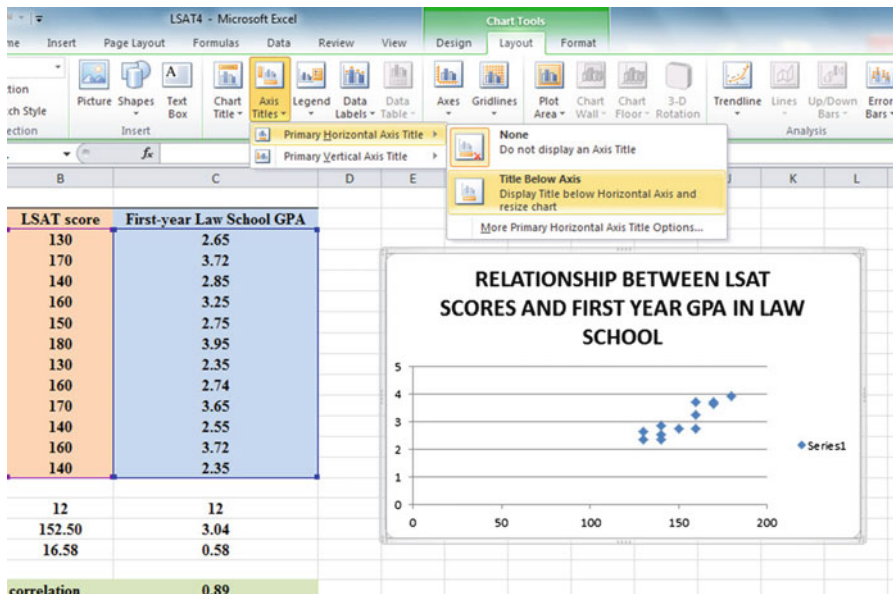 LSAT4 - Microsoft Excel
Chart Tools
me Insert Page Layout Formulas Data Review View Design Layout Format
ction
ch Style
ection
Picture Shapes Text Box
Insert
Chart Title Axis Titles Legend Data Labels Data Table
Axes Gridlines
Plot Area Chart Wall Chart Floor 3-D Rotation
Trendline Lines Up/Down Bars Error Bars
Analysis
Primary Horizontal Axis Title
Primary Vertical Axis Title
None
Do not display an Axis Title
Title Below Axis
Display Title below Horizontal Axis and
resize chart
More Primary Horizontal Axis Title Options...
fx
B C D E J K L
LSAT score First-year Law School GPA
130 2.65
170 3.72
140 2.85
160 3.25
150 2.75
180 3.95
130 2.35
160 2.74
170 3.65
140 2.55
160 3.72
140 2.35
12 12
152.50 3.04
16.58 0.58
correlation 0.89
RELATIONSHIP BETWEEN LSAT
SCORES AND FIRST YEAR GPA IN LAW
SCHOOL
5
4
3
2
1
0
0 50 100 150 200
Series1